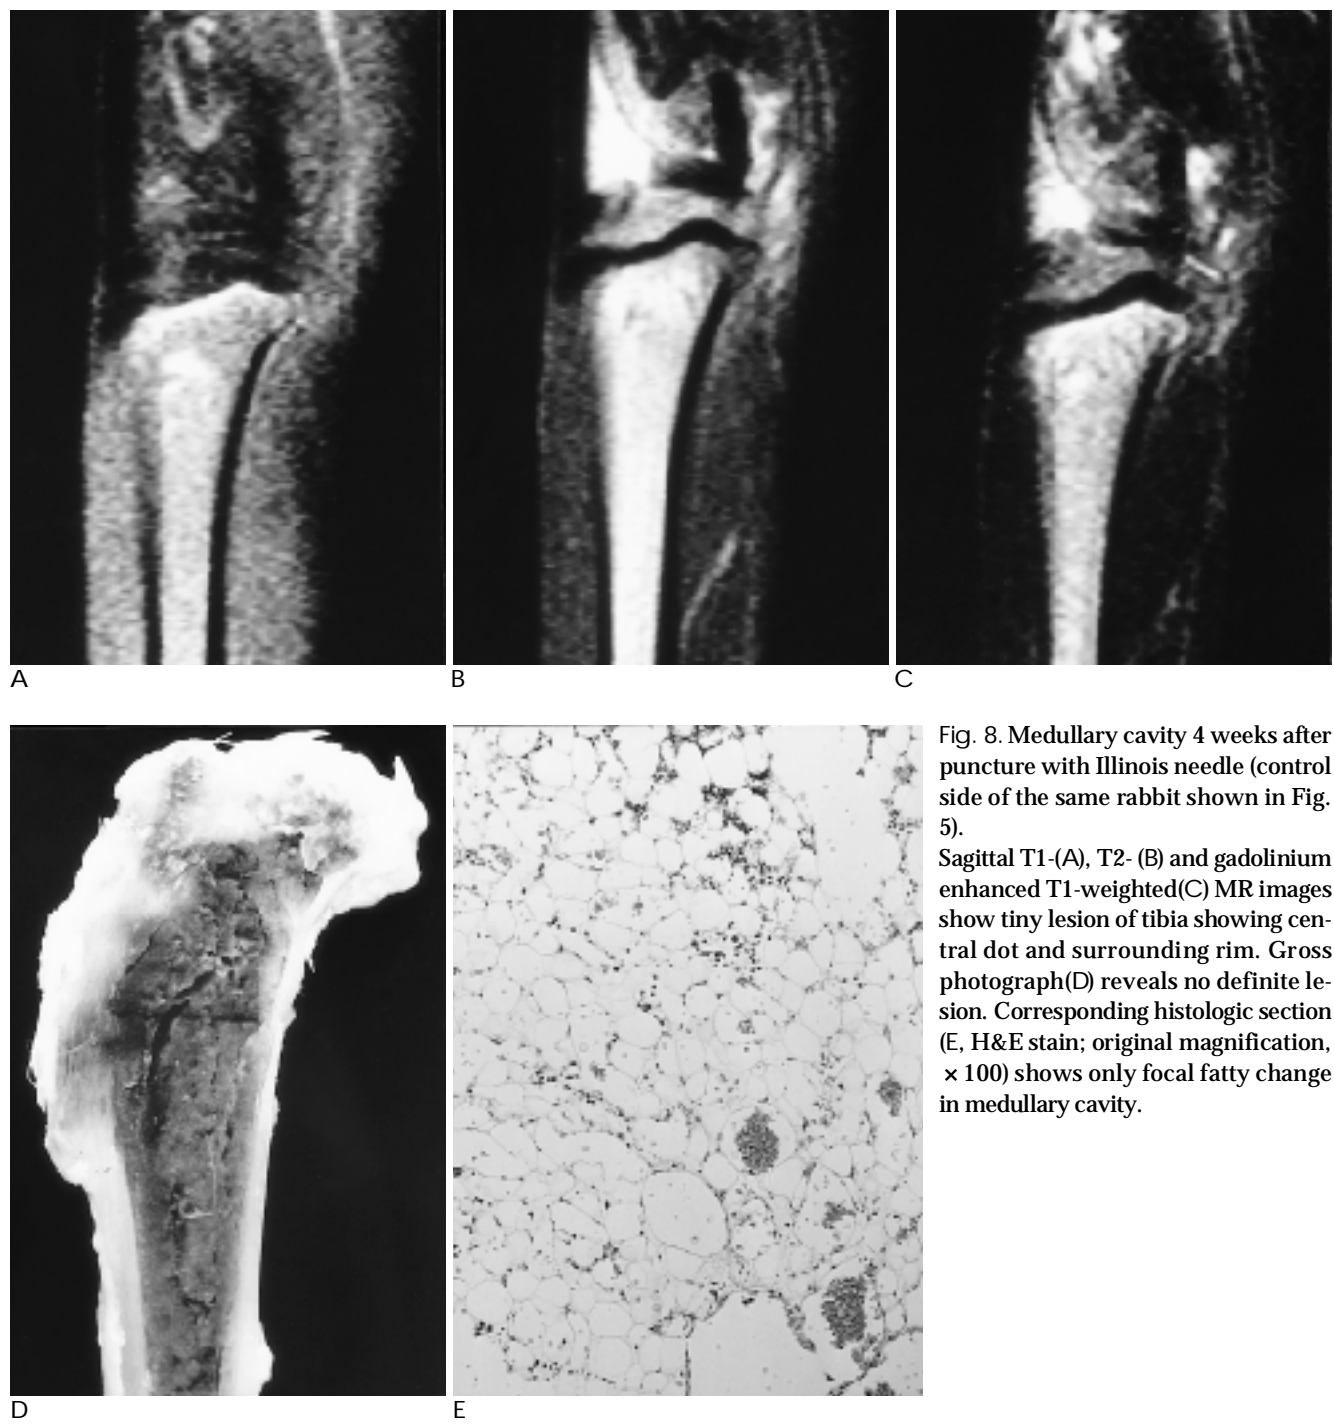 A
B
C
D
E
Fig. 8. Medullary cavity 4 weeks after
puncture with Illinois needle (control
side of the same rabbit shown in Fig.
5).
Sagittal T1-(A), T2- (B) and gadolinium
enhanced T1-weighted(C) MR images
show tiny lesion of tibia showing cen-
tral dot and surrounding rim. Gross
photograph(D) reveals no definite le-
sion. Corresponding histologic section
(E, H&E stain; original magnification,
×100) shows only focal fatty change
in medullary cavity.